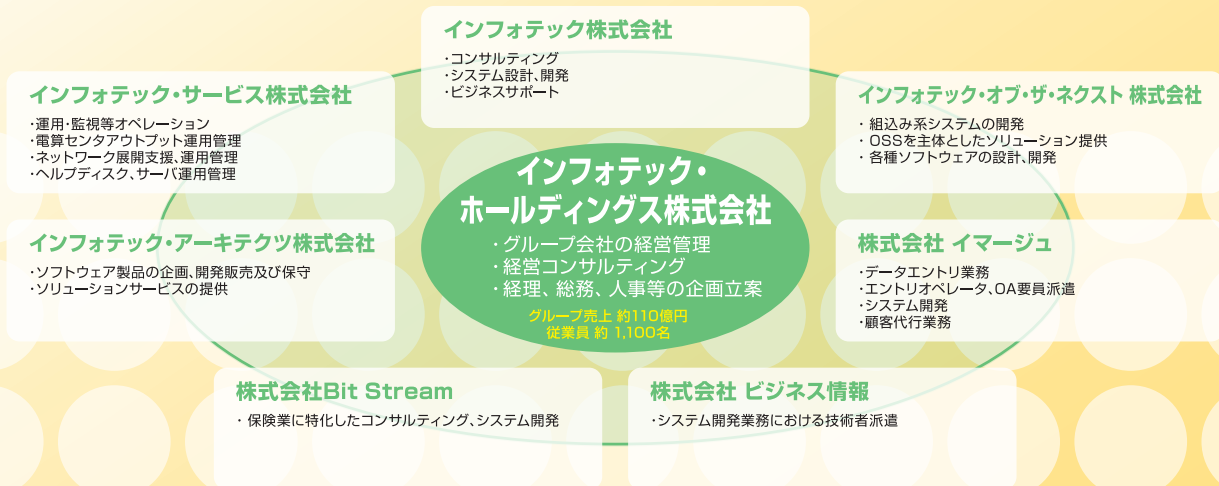 インフォテック株式会社
・コンサルティング
・システム設計、開発
・ビジネスサポート
インフォテック・サービス株式会社
・運用・監視等オペレーション
・電算センタアウトプット運用管理
・ネットワーク展開支援、運用管理
・ヘルプディスク、サーバ運用管理
インフォテック・オブ・ザ・ネクスト 株式会社
・ 組込み系システムの開発
・ OSSを主体としたソリューション提供
・ 各種ソフトウェアの設計、開発
インフォテック・
ホールディングス株式会社
・グループ会社の経営管理
・経営コンサルティング
・経理、総務、人事等の企画立案
グループ売上 約110億円
従業員 約 1,100名
インフォテック・アーキテクツ株式会社
・ソフトウェア製品の企画、開発販売及び保守
・ソリューションサービスの提供
株式会社 イマージュ
・データエントリ業務
・エントリオペレータ、OA要員派遣
・システム開発
・顧客代行業務
株式会社Bit Stream
・ 保険業に特化したコンサルティング、システム開発
株式会社 ビジネス情報
・システム開発業務における技術者派遣